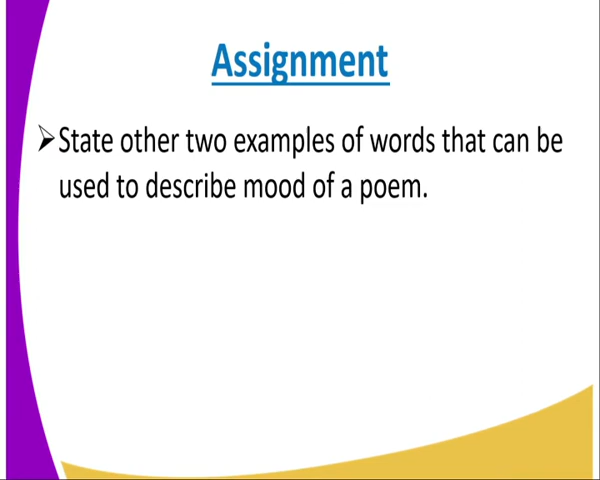 Assignment
➢State other two examples of words that can be
used to describe mood of a poem.